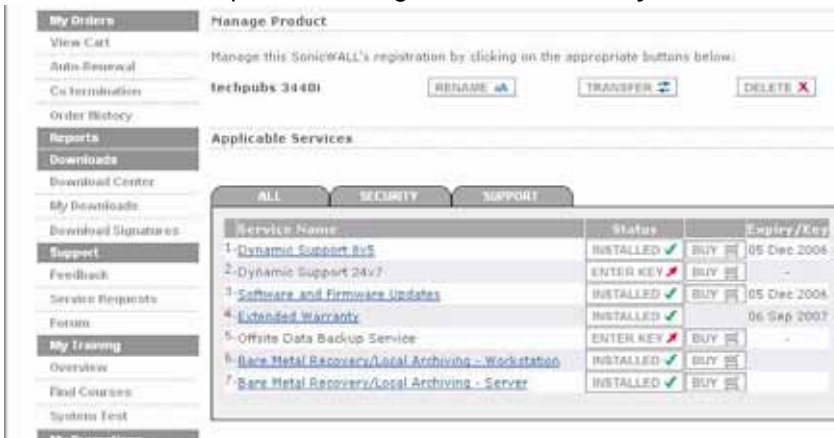 My Orders
View Cart
Auto-Renewal
Co termination
Order History
Reports
Downloads
Download Center
My Downloads
Download Signatures
Support
Feedback
Service Requests
Forum
My Training
Overview
Find Courses
System Test
Manage Product
Manage this SonicWALL's registration by clicking on the appropriate buttons below:
techpubs 3448i RENAME TRANSFER DELETE
Applicable Services
ALL SECURITY SUPPORT
Service Name Status Expiry/Key
1-Dynamic Support 8x5 INSTALLED BUY 05 Dec 2006
2-Dynamic Support 24x7 ENTER KEY BUY -
3-Software and Firmware Updates INSTALLED BUY 05 Dec 2006
4-Extended Warranty INSTALLED 06 Sep 2007
5-Offsite Data Backup Service ENTER KEY BUY -
6-Bare Metal Recovery/Local Archiving - Workstation INSTALLED BUY
7-Bare Metal Recovery/Local Archiving - Server INSTALLED BUY